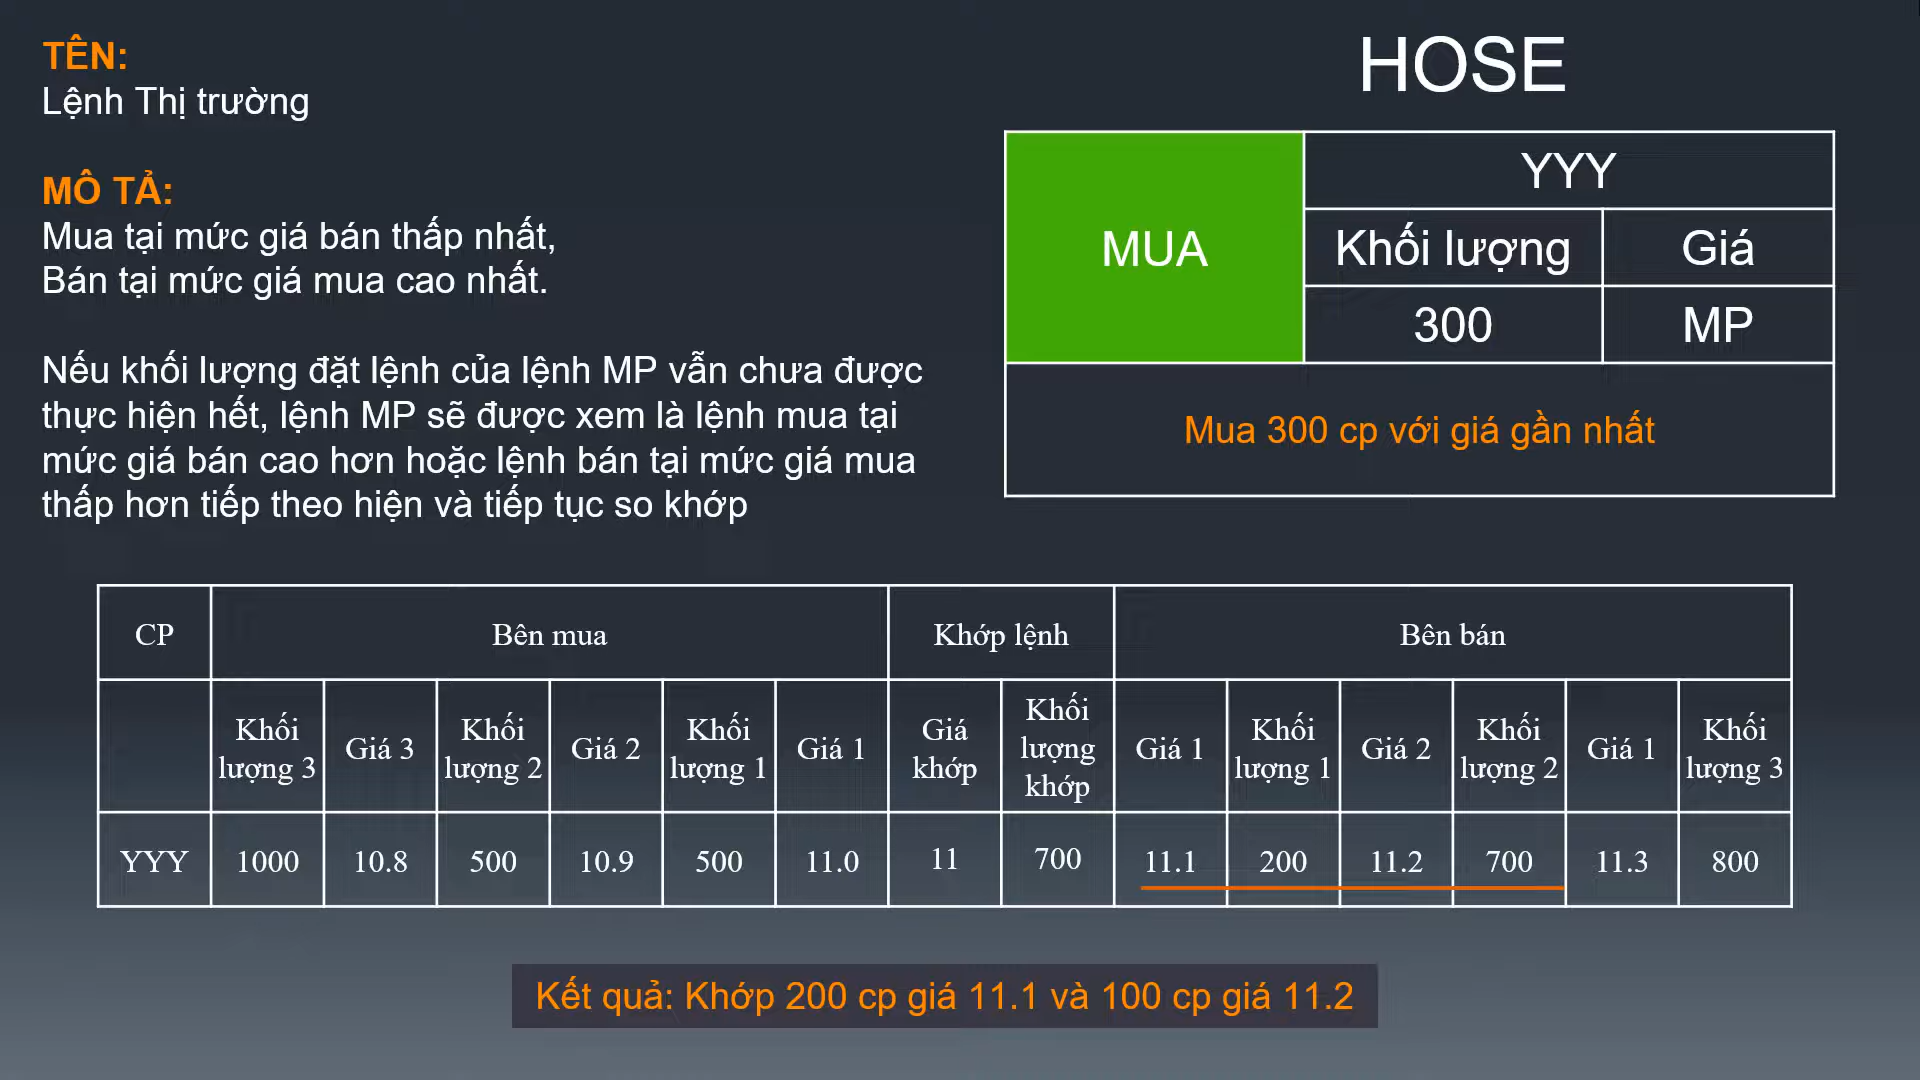 TÊN:
Lệnh Thị trường
MÔ TẢ:
Mua tại mức giá bán thấp nhất,
Bán tại mức giá mua cao nhất.
Nếu khối lượng đặt lệnh của lệnh MP vẫn chưa được
thực hiện hết, lệnh MP sẽ được xem là lệnh mua tại
mức giá bán cao hơn hoặc lệnh bán tại mức giá mua
thấp hơn tiếp theo hiện và tiếp tục so khớp
HOSE
MUA
YYY
Khối lượng Giá
300 MP
Mua 300 cp với giá gần nhất
CP Bên mua Khớp lệnh Bên bán
Khối lượng 3 Giá 3 Khối lượng 2 Giá 2 Khối lượng 1 Giá 1 Giá khớp Khối lượng khớp Giá 1 Khối lượng 1 Giá 2 Khối lượng 2 Giá 1 Khối lượng 3
YYY 1000 10.8 500 10.9 500 11.0 11 700 11.1 200 11.2 700 11.3 800
Kết quả: Khớp 200 cp giá 11.1 và 100 cp giá 11.2